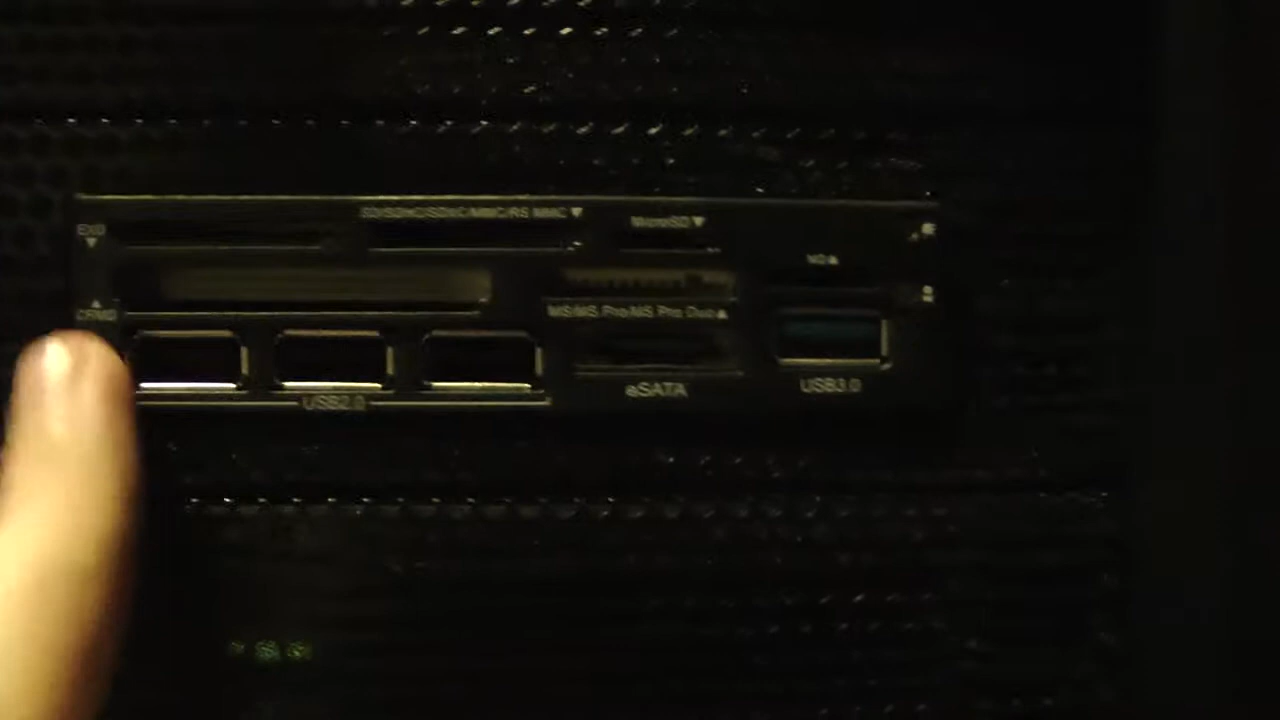 SD/SDHC/SDXC/MMC/RS MMC ▼
MicroSD ▼
MS/MS Pro/MS Pro Duo ▲
USB2.0
eSATA
USB3.0